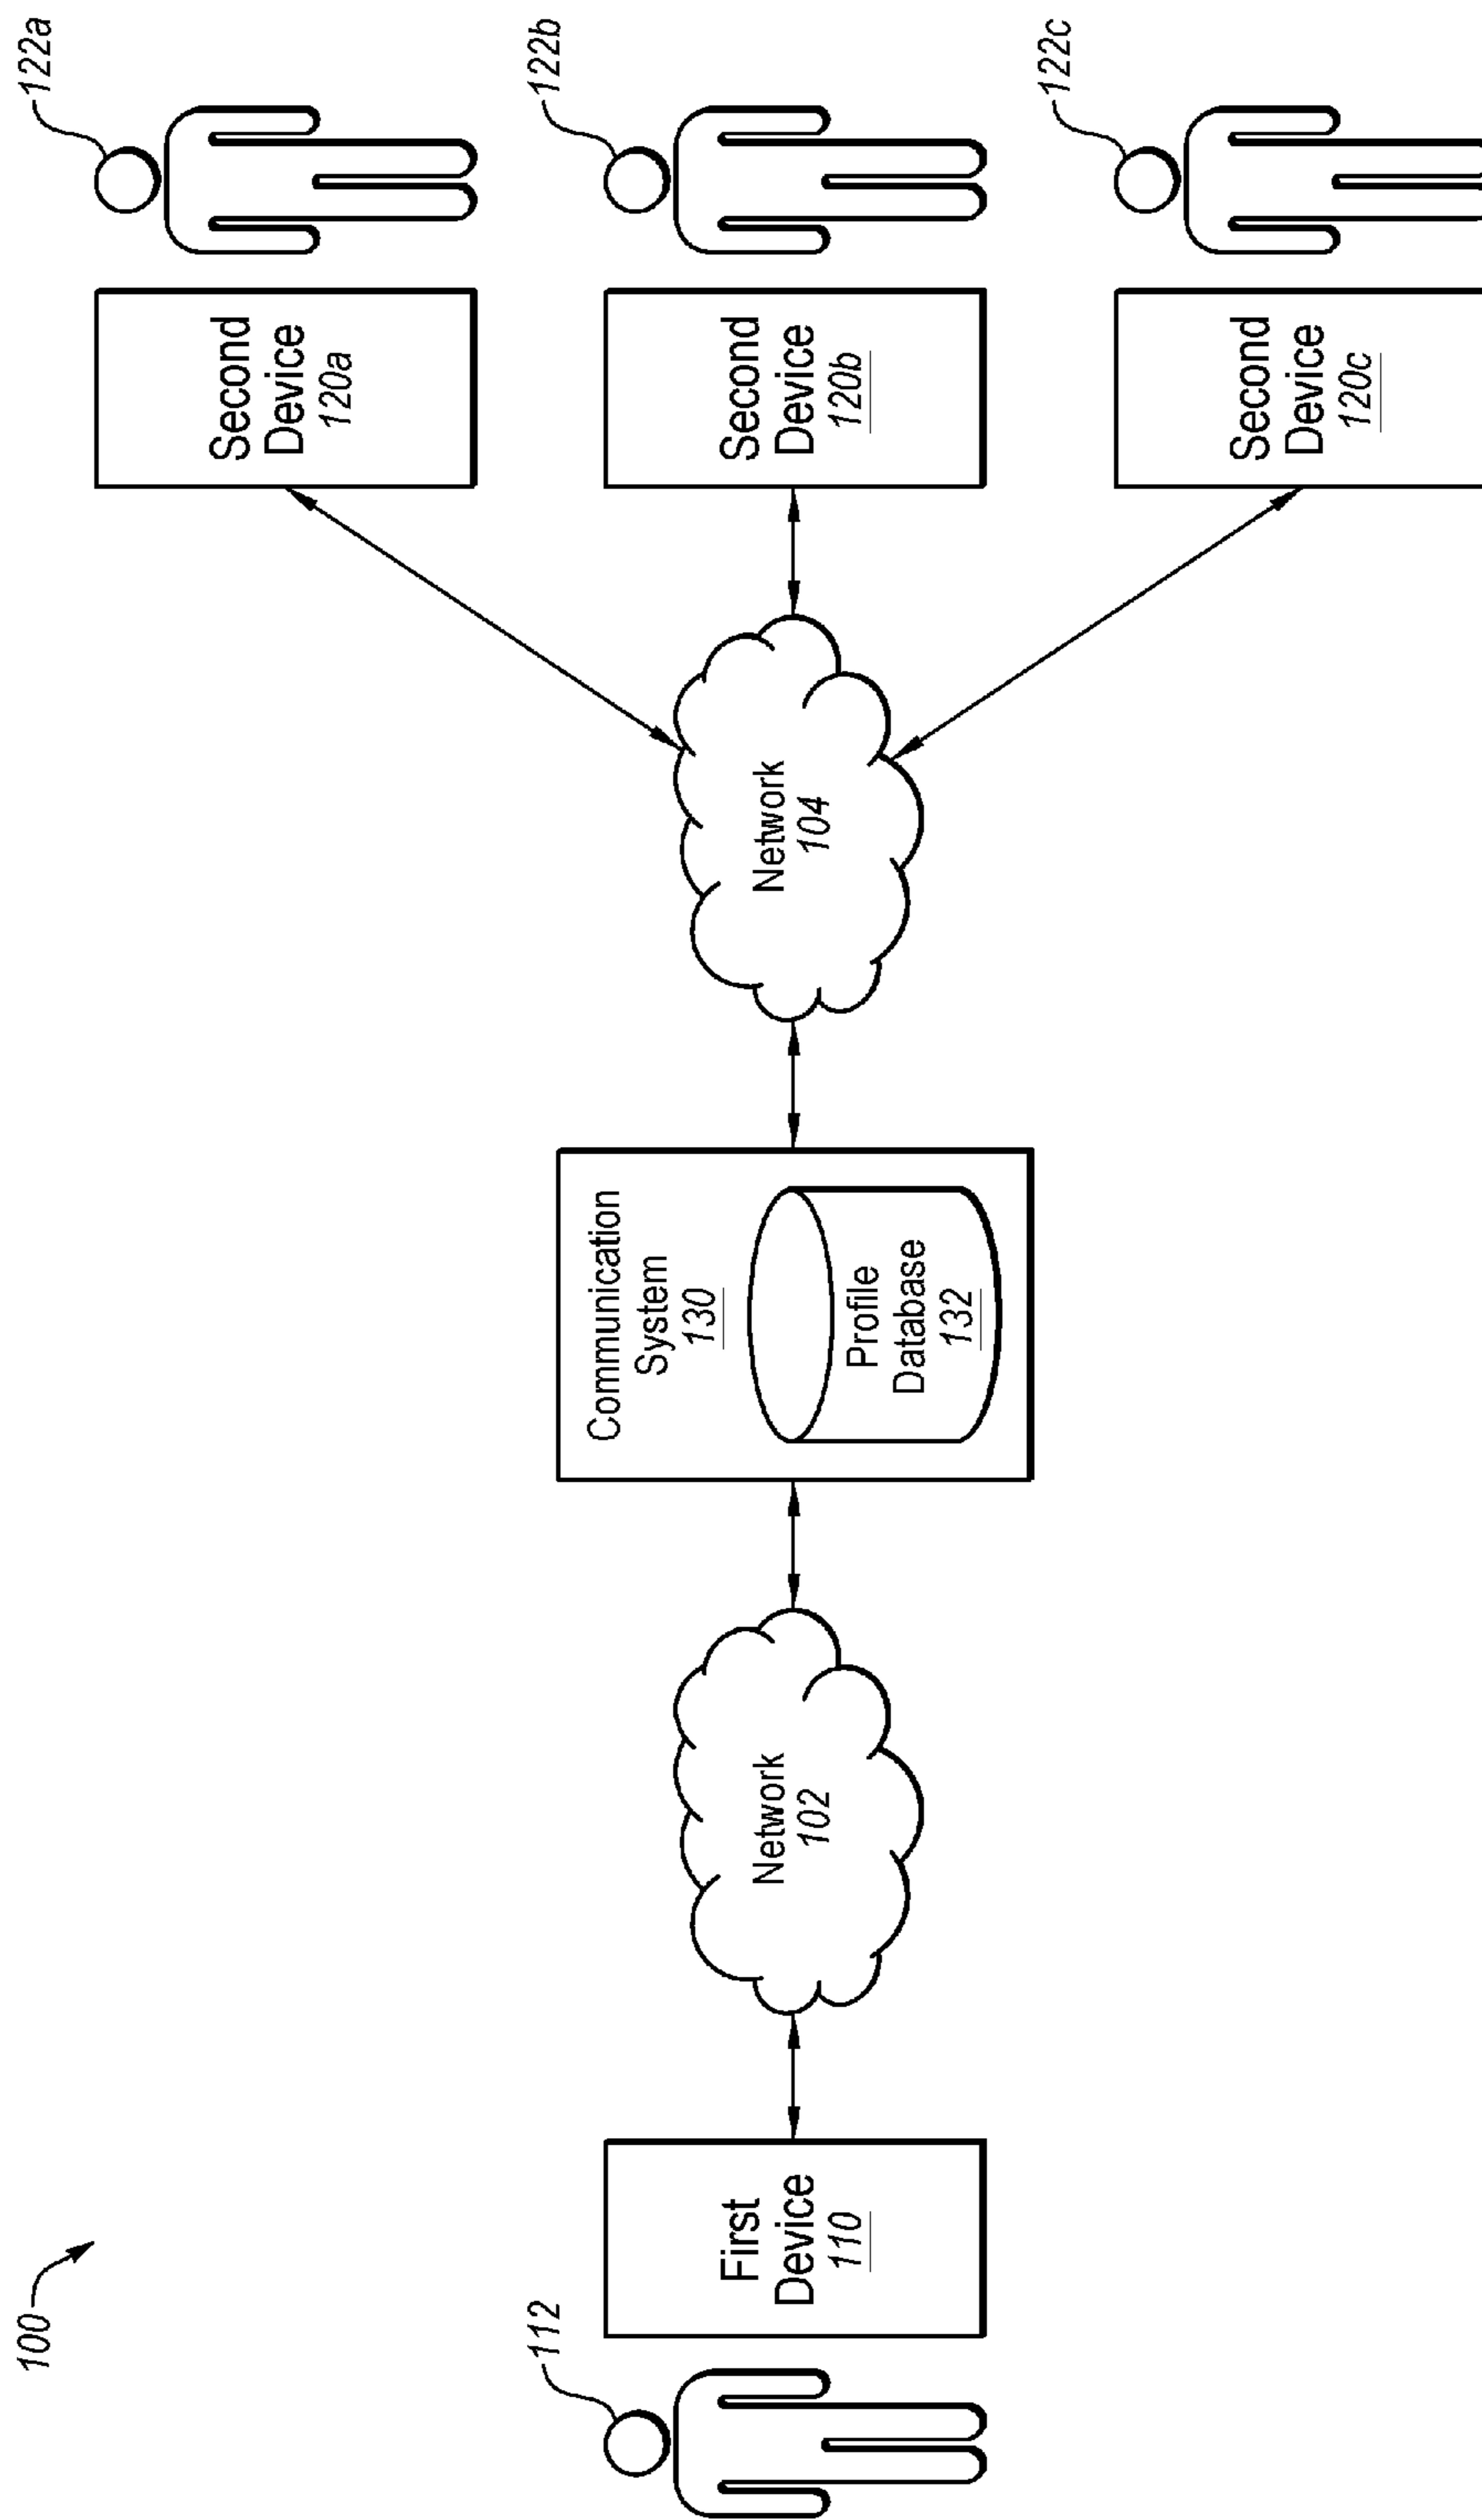 100
112
First
Device
110
Network
102
Communication
System
130
Profile
Database
132
Network
104
122a
Second
Device
120a
122b
Second
Device
120b
122c
Second
Device
120c